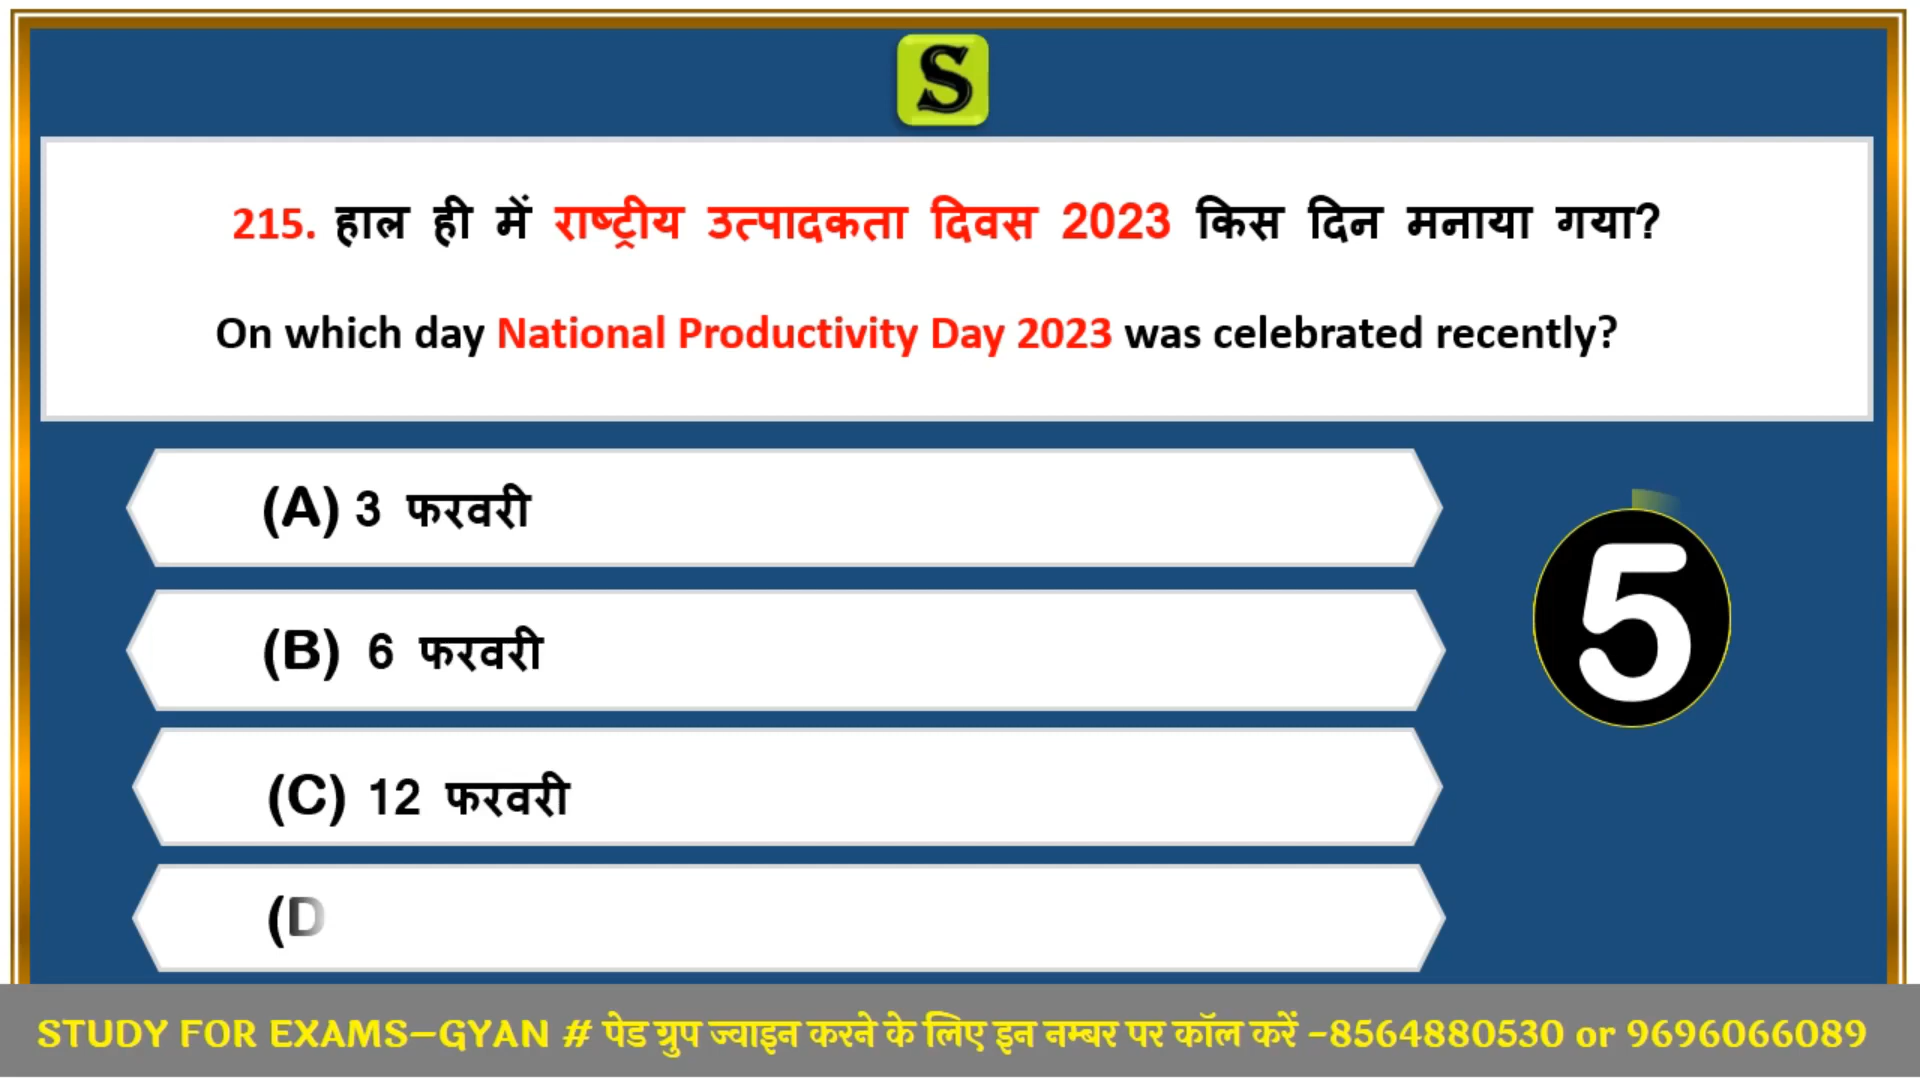 S
215. हाल ही में राष्ट्रीय उत्पादकता दिवस 2023 किस दिन मनाया गया?
On which day National Productivity Day 2023 was celebrated recently?
(A) 3 फरवरी
(B) 6 फरवरी
5
(C) 12 फरवरी
(D
STUDY FOR EXAMS–GYAN # पेड ग्रुप ज्वाइन करने के लिए इन नम्बर पर कॉल करें -8564880530 or 9696066089